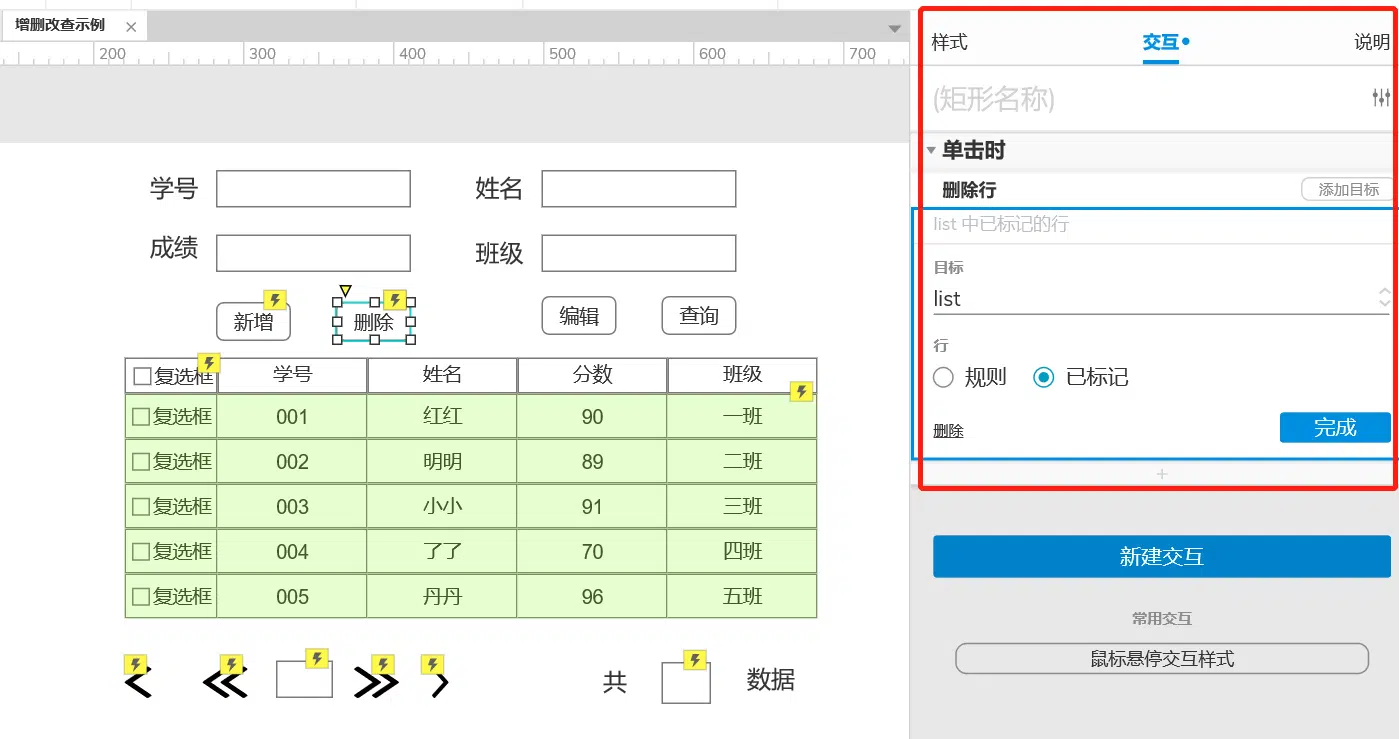 增删改查示例
200 300 400 500 600 700
学号 姓名
成绩 班级
新增 删除 编辑 查询
复选框 学号 姓名 分数 班级
复选框 001 红红 90 一班
复选框 002 明明 89 二班
复选框 003 小小 91 三班
复选框 004 了了 70 四班
复选框 005 丹丹 96 五班
共 数据
样式 交互 说明
(矩形名称)
单击时
删除行 添加目标
list 中已标记的行
目标
list
行
规则 已标记
删除 完成
新建交互
常用交互
鼠标悬停交互样式